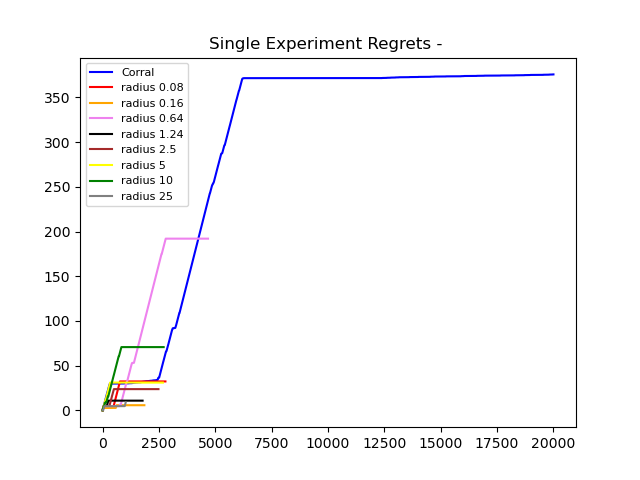 Single Experiment Regrets -
Corral
radius 0.08
radius 0.16
radius 0.64
radius 1.24
radius 2.5
radius 5
radius 10
radius 25
350
300
250
200
150
100
50
0
0 2500 5000 7500 10000 12500 15000 17500 20000